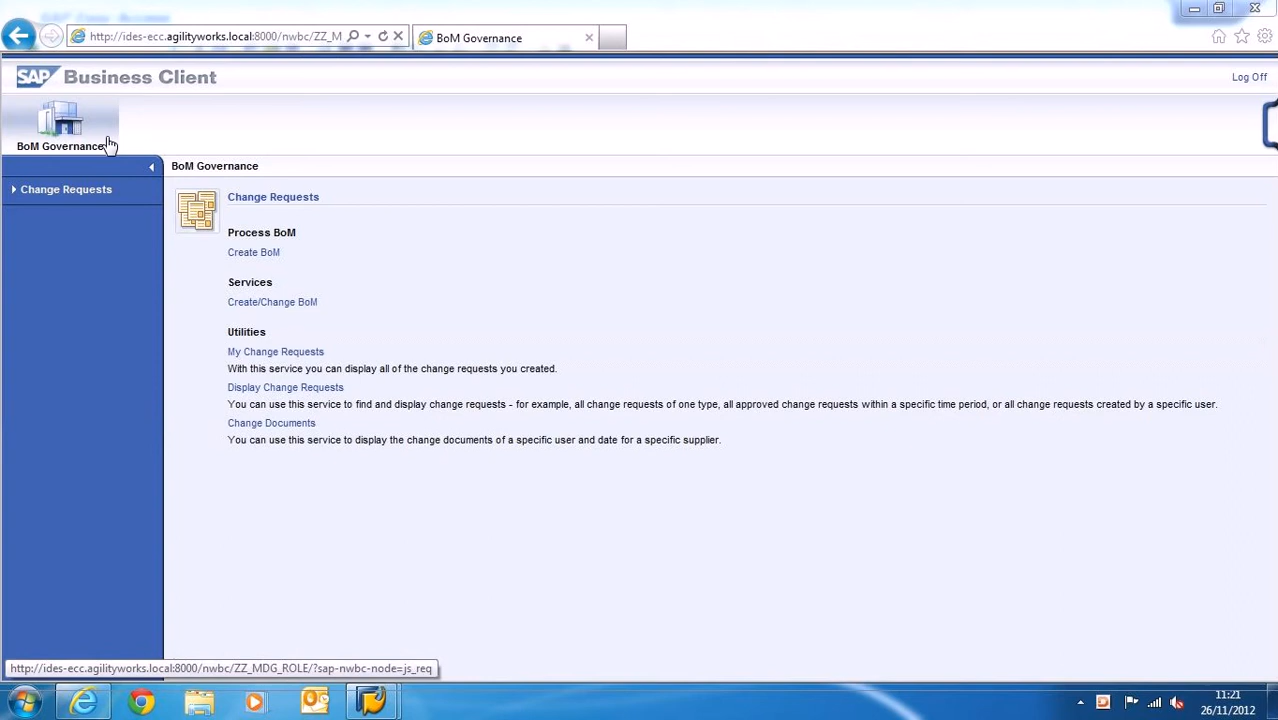 http://ides-ecc.agilityworks.local:8000/nwbc/ZZ_M
BoM Governance
SAP Business Client
Log Off
BoM Governance
BoM Governance
Change Requests
Change Requests
Process BoM
Create BoM
Services
Create/Change BoM
Utilities
My Change Requests
With this service you can display all of the change requests you created.
Display Change Requests
You can use this service to find and display change requests - for example, all change requests of one type, all approved change requests within a specific time period, or all change requests created by a specific user.
Change Documents
You can use this service to display the change documents of a specific user and date for a specific supplier.
http://ides-ecc.agilityworks.local:8000/nwbc/ZZ_MDG_ROLE/?sap-nwbc-node=js_req
11:21
26/11/2012